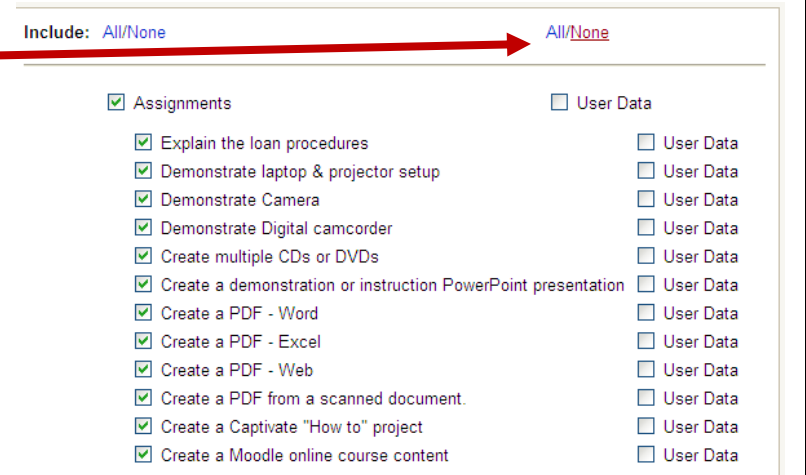 Include: All/None All/None
Assignments User Data
Explain the loan procedures User Data
Demonstrate laptop & projector setup User Data
Demonstrate Camera User Data
Demonstrate Digital camcorder User Data
Create multiple CDs or DVDs User Data
Create a demonstration or instruction PowerPoint presentation User Data
Create a PDF - Word User Data
Create a PDF - Excel User Data
Create a PDF - Web User Data
Create a PDF from a scanned document. User Data
Create a Captivate "How to" project User Data
Create a Moodle online course content User Data